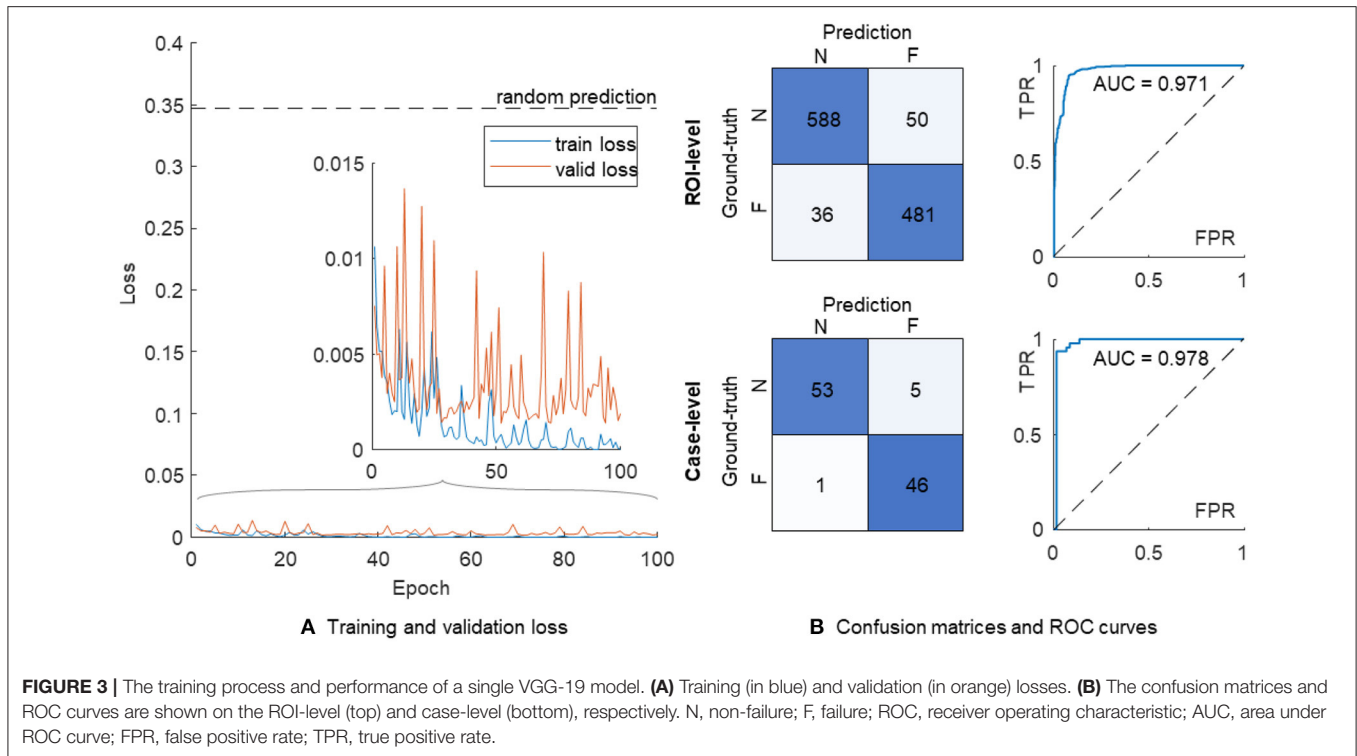 0.4
0.35
0.3
0.25
0.2
0.15
0.1
0.05
0
Loss
random prediction
train loss
valid loss
0.015
0.01
0.005
0
0 50 100
0 20 40 60 80 100
Epoch
A Training and validation loss
Prediction
N F
ROI-level
Ground-truth
N
F
588 50
36 481
1
0.5
0
TPR
AUC = 0.971
FPR
0 0.5 1
Prediction
N F
Case-level
Ground-truth
N
F
53 5
1 46
1
0.5
0
TPR
AUC = 0.978
FPR
0 0.5 1
B Confusion matrices and ROC curves
FIGURE 3 | The training process and performance of a single VGG-19 model. (A) Training (in blue) and validation (in orange) losses. (B) The confusion matrices and
ROC curves are shown on the ROI-level (top) and case-level (bottom), respectively. N, non-failure; F, failure; ROC, receiver operating characteristic; AUC, area under
ROC curve; FPR, false positive rate; TPR, true positive rate.